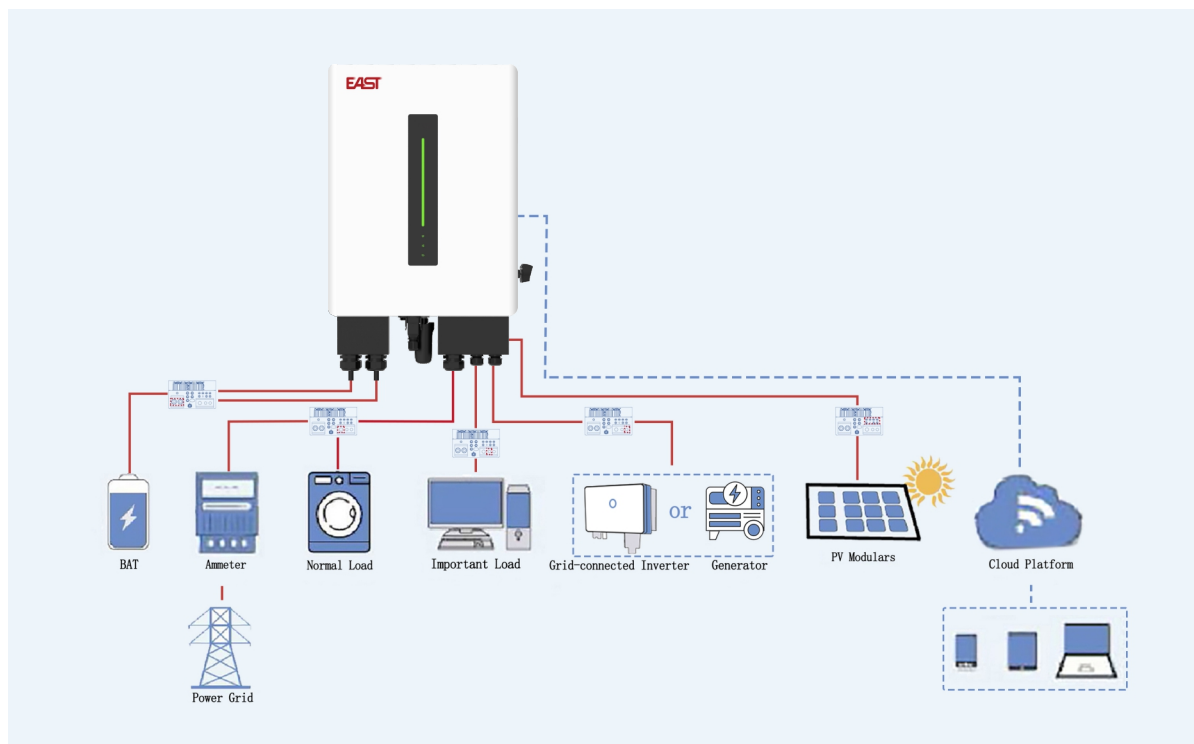 EAST
or
BAT
Ammeter
Normal Load
Important Load
Grid-connected Inverter
Generator
PV Modulars
Cloud Platform
Power Grid